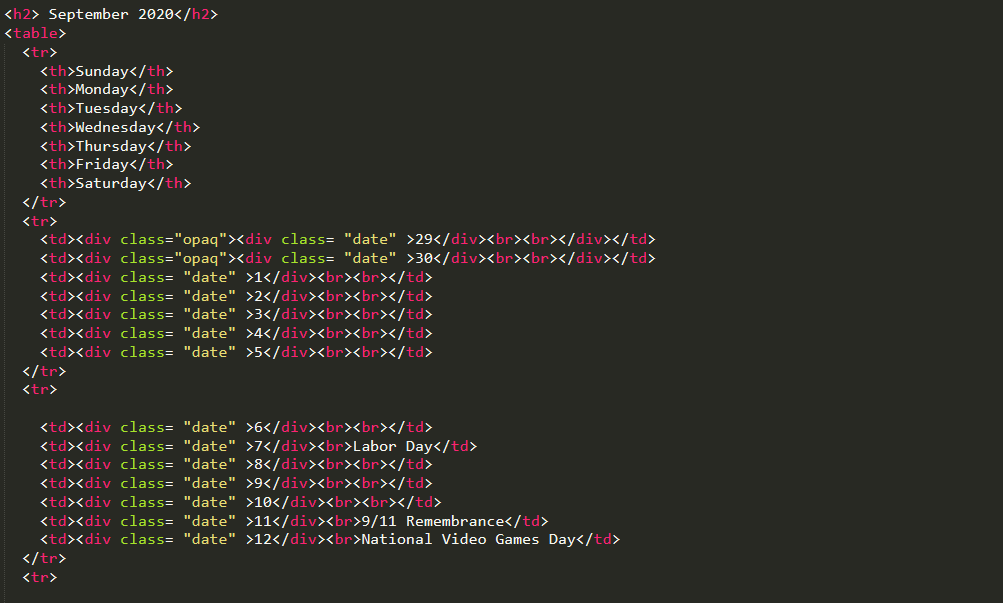 <h2> September 2020</h2>
<table>
<tr>
<th>Sunday</th>
<th>Monday</th>
<th>Tuesday</th>
<th>Wednesday</th>
<th>Thursday</th>
<th>Friday</th>
<th>Saturday</th>
</tr>
<tr>
<td><div class="opaq"><div class= "date" >29</div><br><br></div></td>
<td><div class="opaq"><div class= "date" >30</div><br><br></div></td>
<td><div class= "date" >1</div><br><br></td>
<td><div class= "date" >2</div><br><br></td>
<td><div class= "date" >3</div><br><br></td>
<td><div class= "date" >4</div><br><br></td>
<td><div class= "date" >5</div><br><br></td>
</tr>
<tr>
<td><div class= "date" >6</div><br><br></td>
<td><div class= "date" >7</div><br>Labor Day</td>
<td><div class= "date" >8</div><br><br></td>
<td><div class= "date" >9</div><br><br></td>
<td><div class= "date" >10</div><br><br></td>
<td><div class= "date" >11</div><br>9/11 Remembrance</td>
<td><div class= "date" >12</div><br>National Video Games Day</td>
</tr>
<tr>